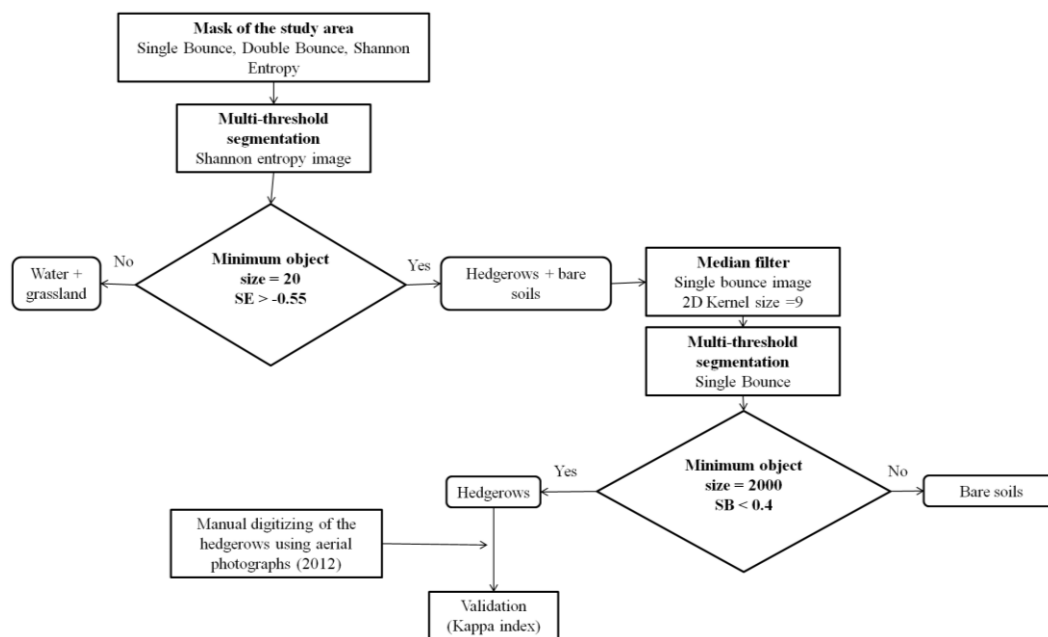 Mask of the study area
Single Bounce, Double Bounce, Shannon
Entropy
Multi-threshold
segmentation
Shannon entropy image
Water +
grassland
No
Minimum object
size = 20
SE > -0.55
Yes
Hedgerows + bare
soils
Median filter
Single bounce image
2D Kernel size =9
Multi-threshold
segmentation
Single Bounce
Hedgerows
Yes
Minimum object
size = 2000
SB < 0.4
No
Bare soils
Manual digitizing of the
hedgerows using aerial
photographs (2012)
Validation
(Kappa index)